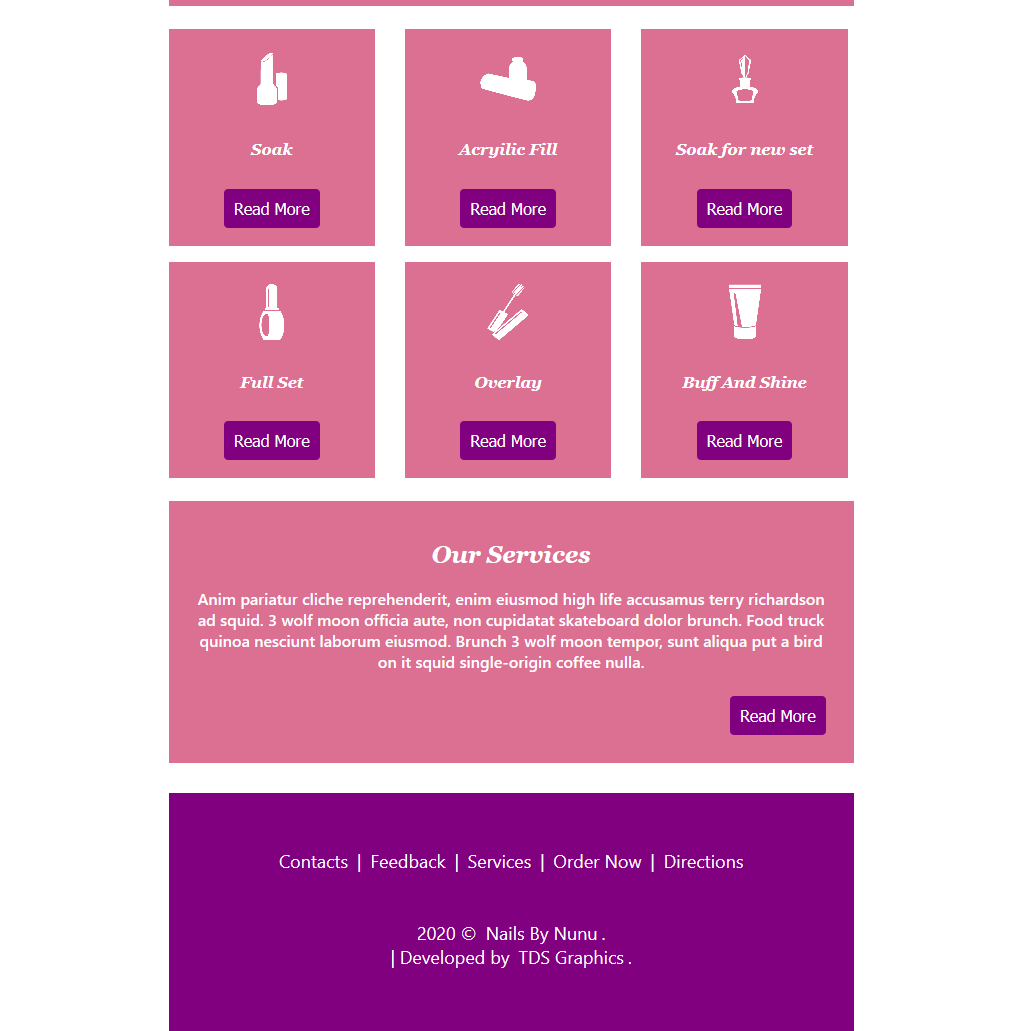 Soak
Acryilic Fill
Soak for new set
Read More
Read More
Read More
Full Set
Overlay
Buff And Shine
Read More
Read More
Read More
Our Services
Anim pariatur cliche reprehenderit, enim eiusmod high life accusamus terry richardson
ad squid. 3 wolf moon officia aute, non cupidatat skateboard dolor brunch. Food truck
quinoa nesciunt laborum eiusmod. Brunch 3 wolf moon tempor, sunt aliqua put a bird
on it squid single-origin coffee nulla.
Read More
Contacts | Feedback | Services | Order Now | Directions
2020 © Nails By Nunu .
| Developed by TDS Graphics .